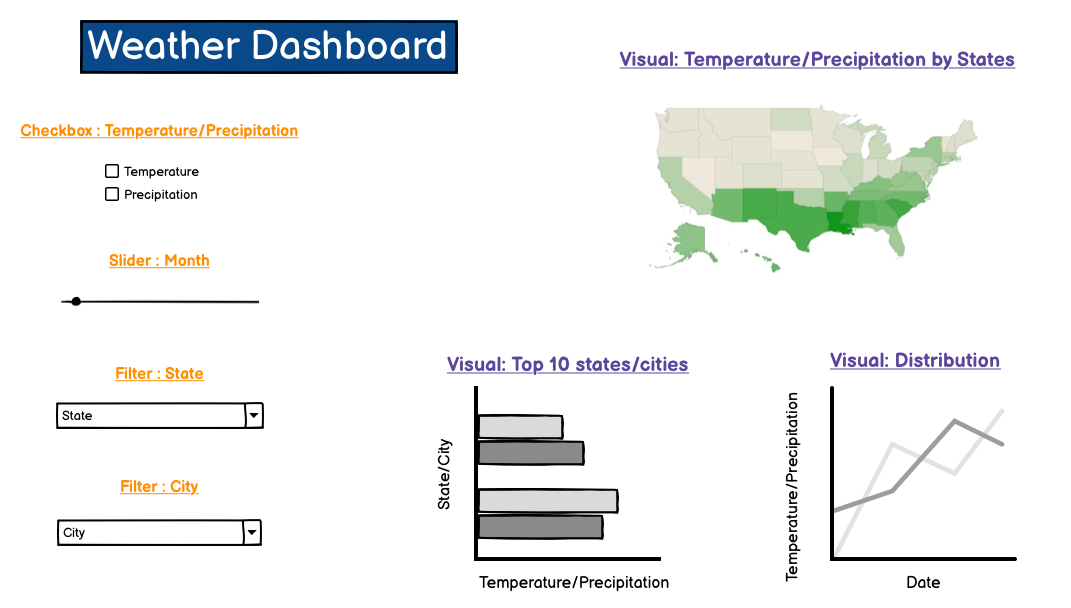 Weather Dashboard
Visual: Temperature/Precipitation by States
Checkbox : Temperature/Precipitation
Temperature
Precipitation
Slider : Month
Filter : State
State
Filter : City
City
Visual: Top 10 states/cities
State/City
Temperature/Precipitation
Visual: Distribution
Temperature/Precipitation
Date